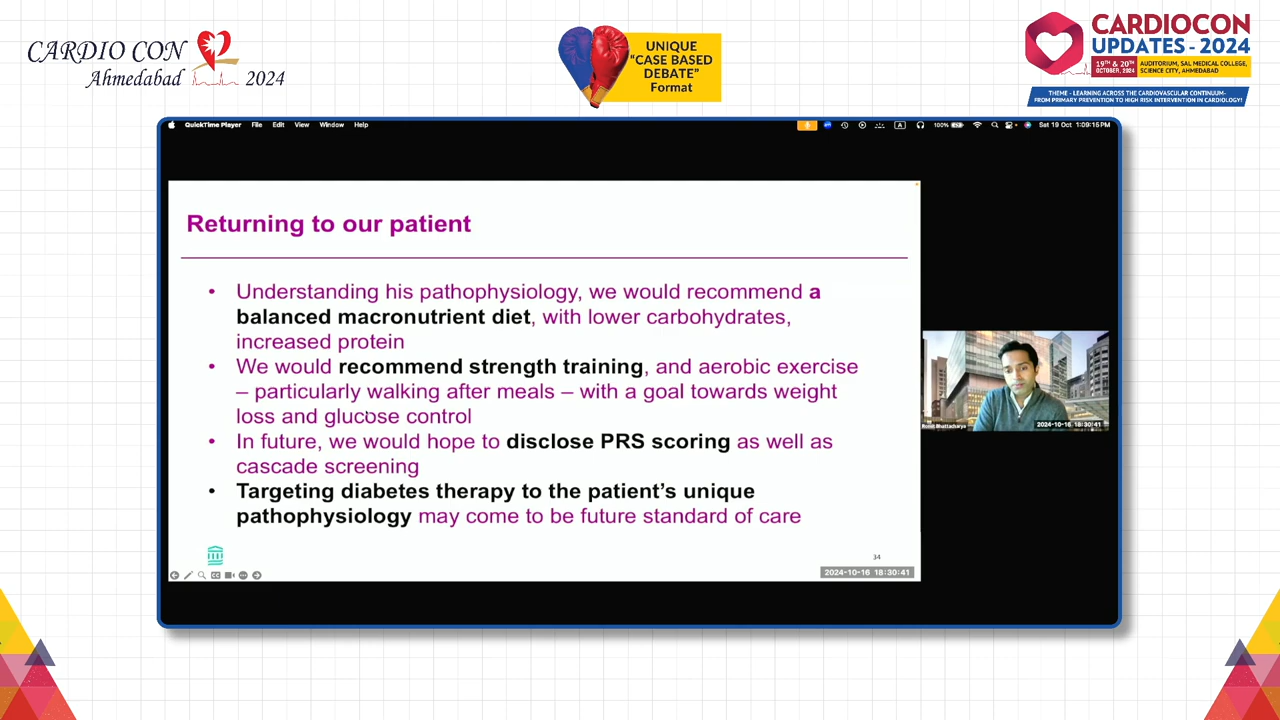 CARDIO CON
Ahmedabad 2024
UNIQUE
"CASE BASED
DEBATE"
Format
CARDIOCON
UPDATES - 2024
19TH & 20TH
OCTOBER, 2024
AUDITORIUM, SAL MEDICAL COLLEGE,
SCIENCE CITY, AHMEDABAD
THEME - LEARNING ACROSS THE CARDIOVASCULAR CONTINUUM-
FROM PRIMARY PREVENTION TO HIGH RISK INTERVENTION IN CARDIOLOGY!
QuickTime Player File Edit View Window Help
A 100% Sat 19 Oct 1:09:15 PM
Returning to our patient
• Understanding his pathophysiology, we would recommend a
balanced macronutrient diet, with lower carbohydrates,
increased protein
• We would recommend strength training, and aerobic exercise
– particularly walking after meals – with a goal towards weight
loss and glucose control
• In future, we would hope to disclose PRS scoring as well as
cascade screening
• Targeting diabetes therapy to the patient's unique
pathophysiology may come to be future standard of care
34
CC
2024-10-16 18:30:41
Romit Bhattacharya
2024-10-16 18:30:41